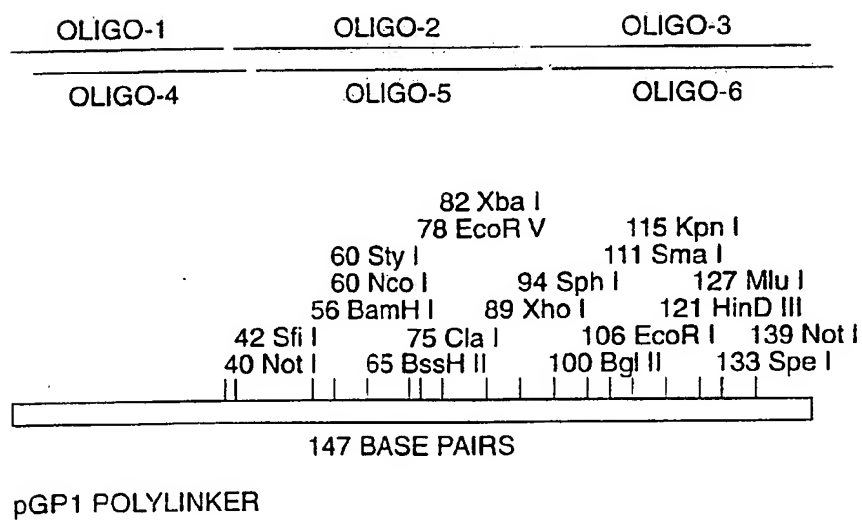 OLIGO-1 OLIGO-2 OLIGO-3
OLIGO-4 OLIGO-5 OLIGO-6
82 Xba I
78 EcoR V 115 Kpn I
60 Sty I 111 Sma I
60 Nco I 94 Sph I 127 Mlu I
56 BamH I 89 Xho I 121 HinD III
42 Sfi I 75 Cla I 106 EcoR I 139 Not I
40 Not I 65 BssH II 100 Bgl II 133 Spe I
147 BASE PAIRS
pGP1 POLYLINKER